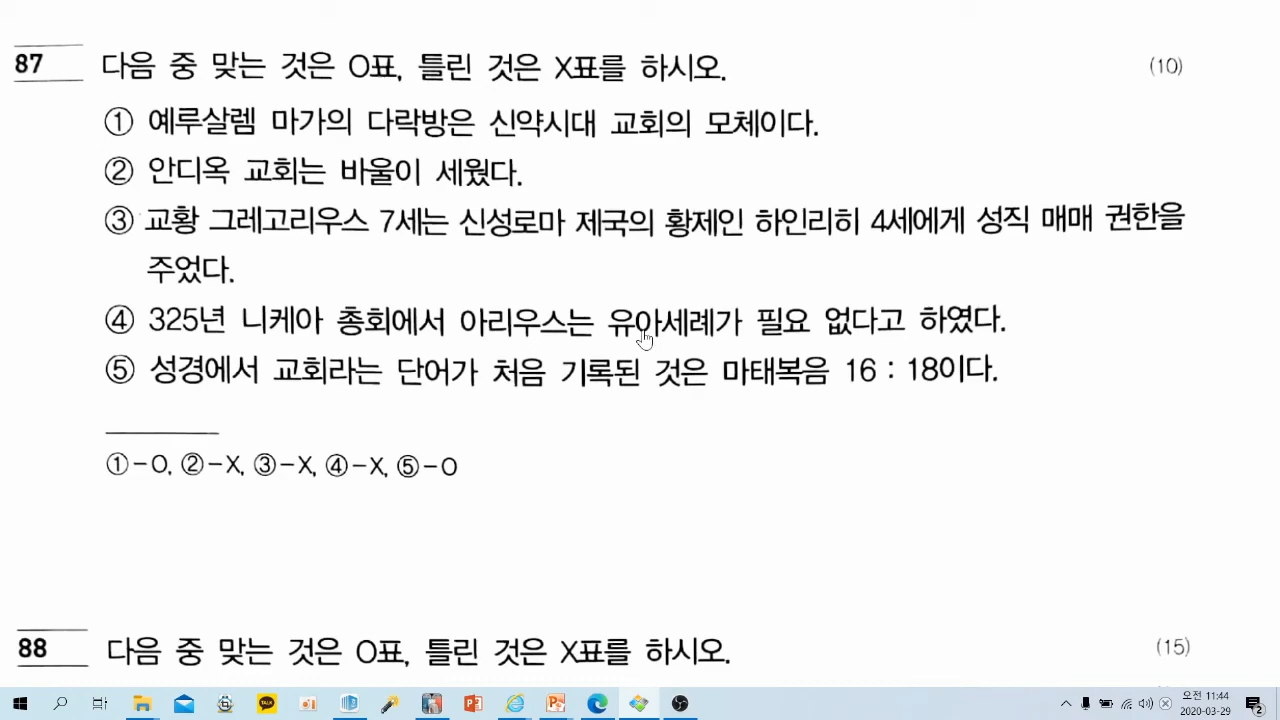 87 다음 중 맞는 것은 O표, 틀린 것은 X표를 하시오. (10)
① 예루살렘 마가의 다락방은 신약시대 교회의 모체이다.
② 안디옥 교회는 바울이 세웠다.
③ 교황 그레고리우스 7세는 신성로마 제국의 황제인 하인리히 4세에게 성직 매매 권한을
주었다.
④ 325년 니케아 총회에서 아리우스는 유아세례가 필요 없다고 하였다.
⑤ 성경에서 교회라는 단어가 처음 기록된 것은 마태복음 16 : 18이다.
①-O, ②-X, ③-X, ④-X, ⑤-O
88 다음 중 맞는 것은 O표, 틀린 것은 X표를 하시오. (15)
TALK
오전 11:44
2020-03-29
2